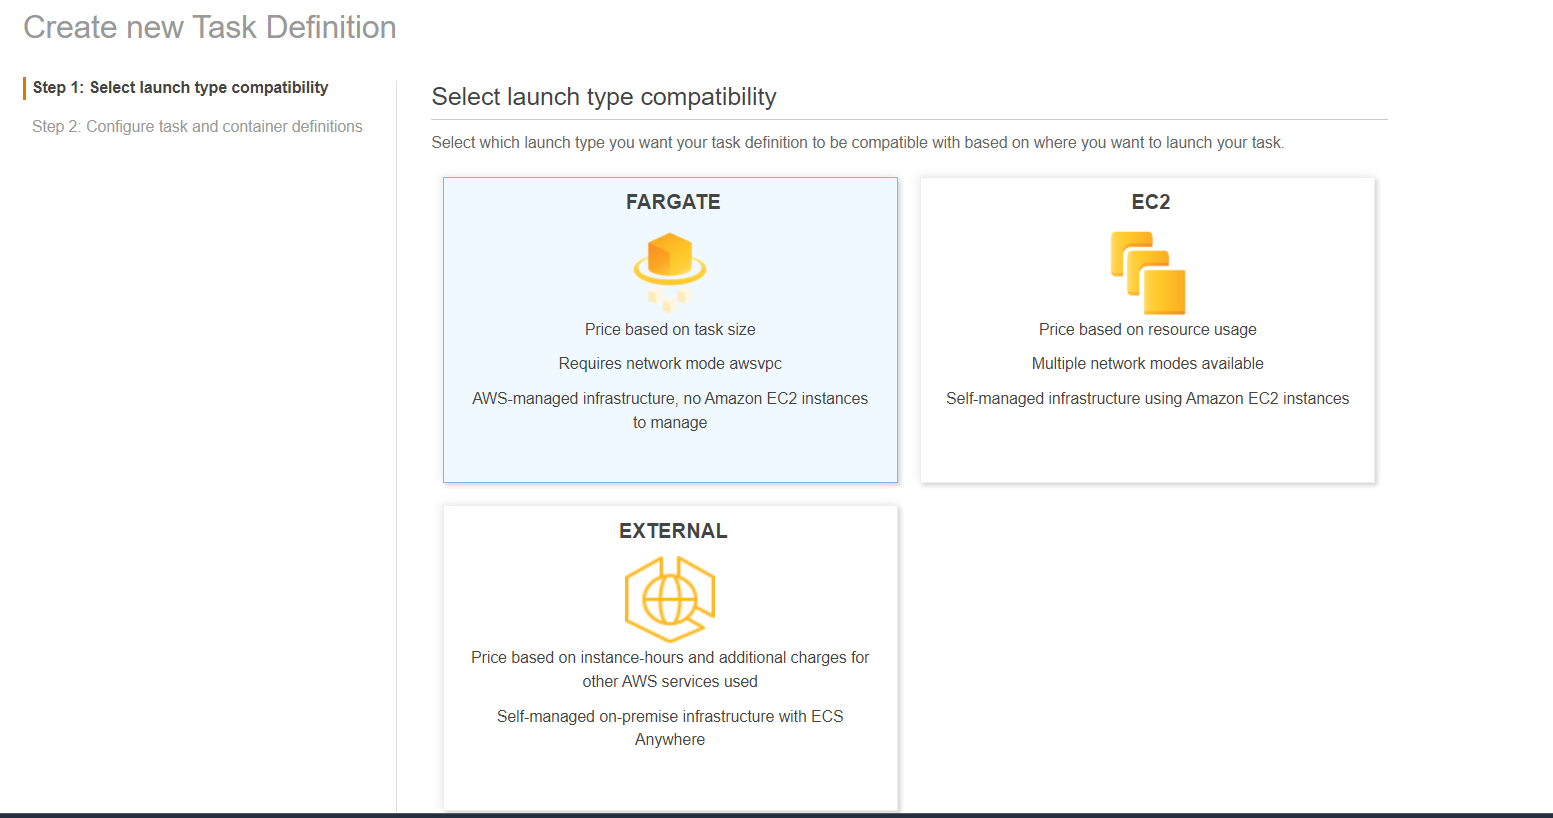 Create new Task Definition
Step 1: Select launch type compatibility
Step 2: Configure task and container definitions
Select launch type compatibility
Select which launch type you want your task definition to be compatible with based on where you want to launch your task.
FARGATE
Price based on task size
Requires network mode awsvpc
AWS-managed infrastructure, no Amazon EC2 instances
to manage
EC2
Price based on resource usage
Multiple network modes available
Self-managed infrastructure using Amazon EC2 instances
EXTERNAL
Price based on instance-hours and additional charges for
other AWS services used
Self-managed on-premise infrastructure with ECS
Anywhere